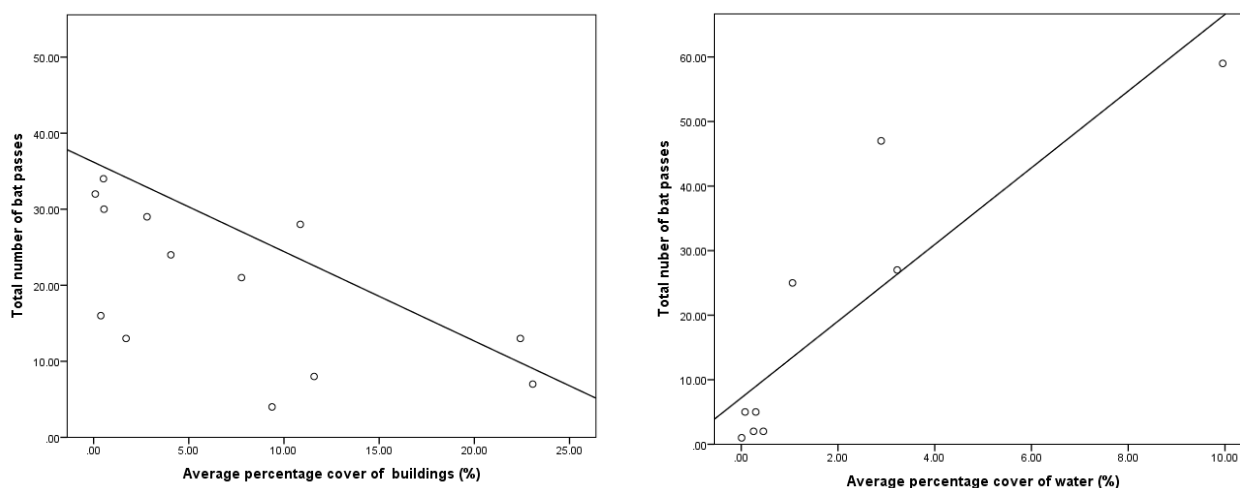 Total number of bat passes
50.00
40.00
30.00
20.00
10.00
.00
.00 5.00 10.00 15.00 20.00 25.00
Average percentage cover of buildings (%)
Total nuber of bat passes
60.00
50.00
40.00
30.00
20.00
10.00
.00
.00 2.00 4.00 6.00 8.00 10.00
Average percentage cover of water (%)